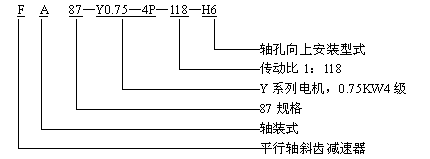 F A 87—Y0.75—4P—118—H6
轴孔向上安装型式
传动比 1：118
Y 系列电机，0.75KW4 级
87 规格
轴装式
平行轴斜齿减速器